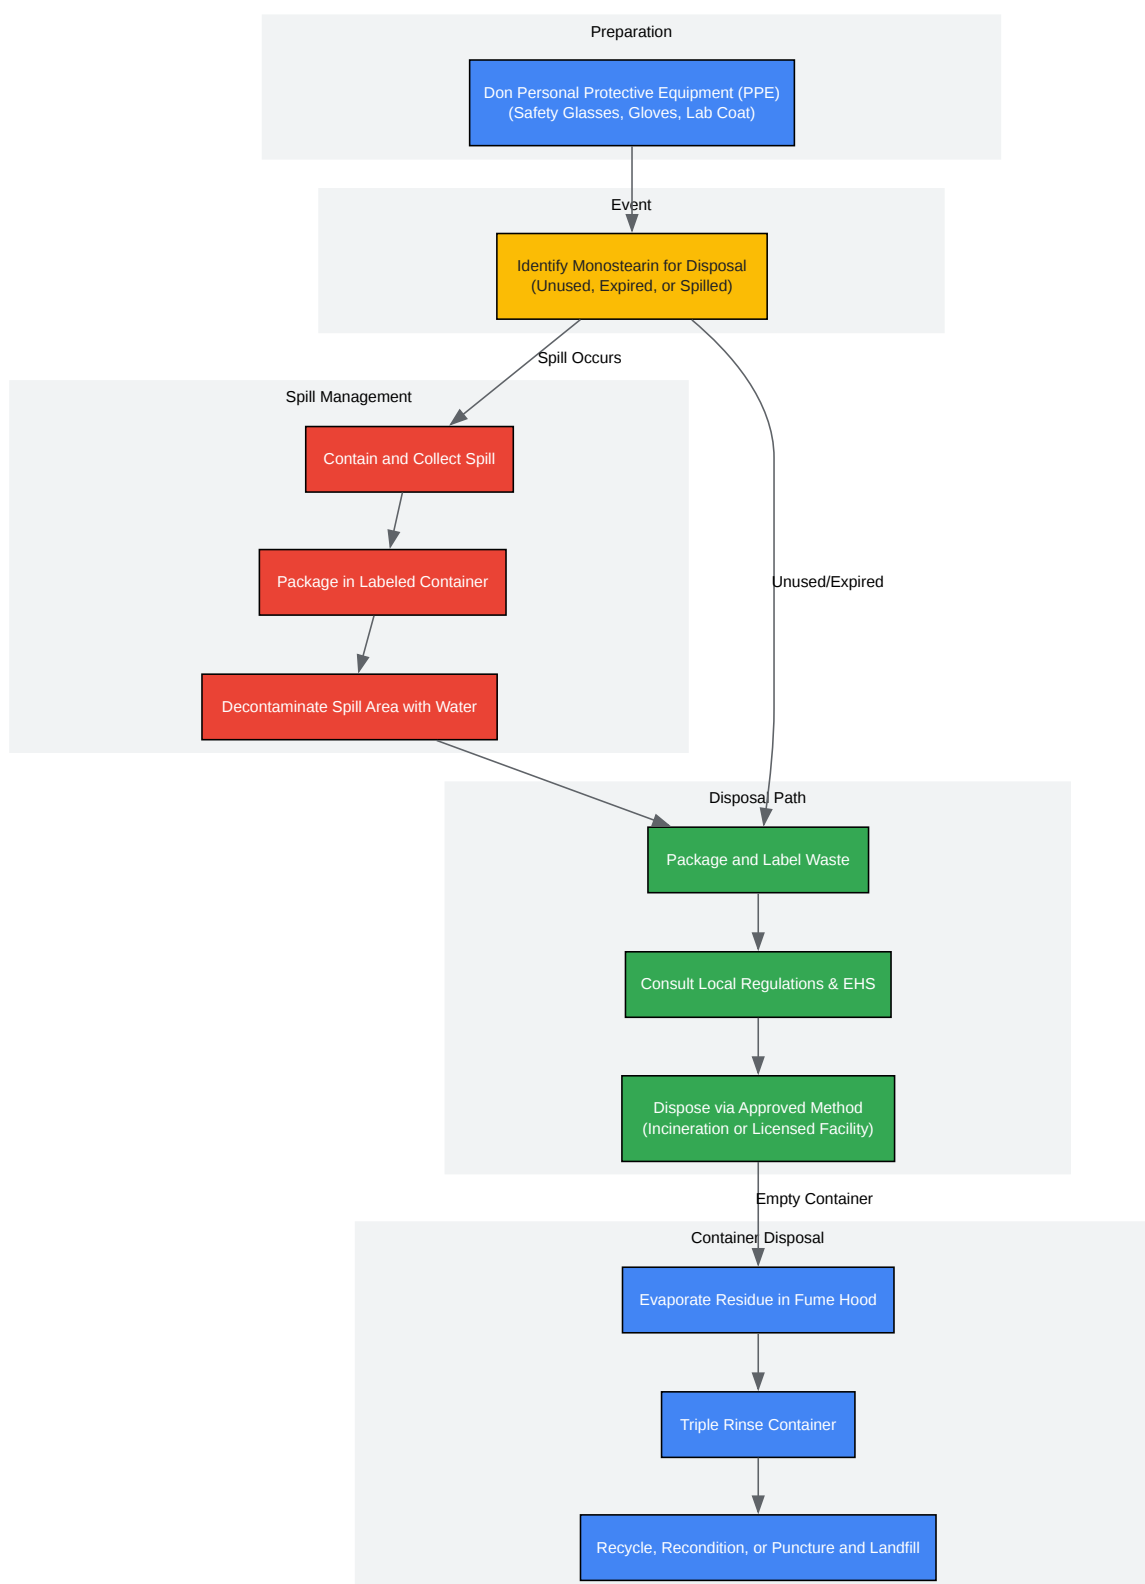 Preparation
Don Personal Protective Equipment (PPE)
(Safety Glasses, Gloves, Lab Coat)
Event
Identify Monostearin for Disposal
(Unused, Expired, or Spilled)
Spill Occurs
Spill Management
Contain and Collect Spill
Package in Labeled Container
Unused/Expired
Decontaminate Spill Area with Water
Disposal Path
Package and Label Waste
Consult Local Regulations & EHS
Dispose via Approved Method
(Incineration or Licensed Facility)
Empty Container
Container Disposal
Evaporate Residue in Fume Hood
Triple Rinse Container
Recycle, Recondition, or Puncture and Landfill